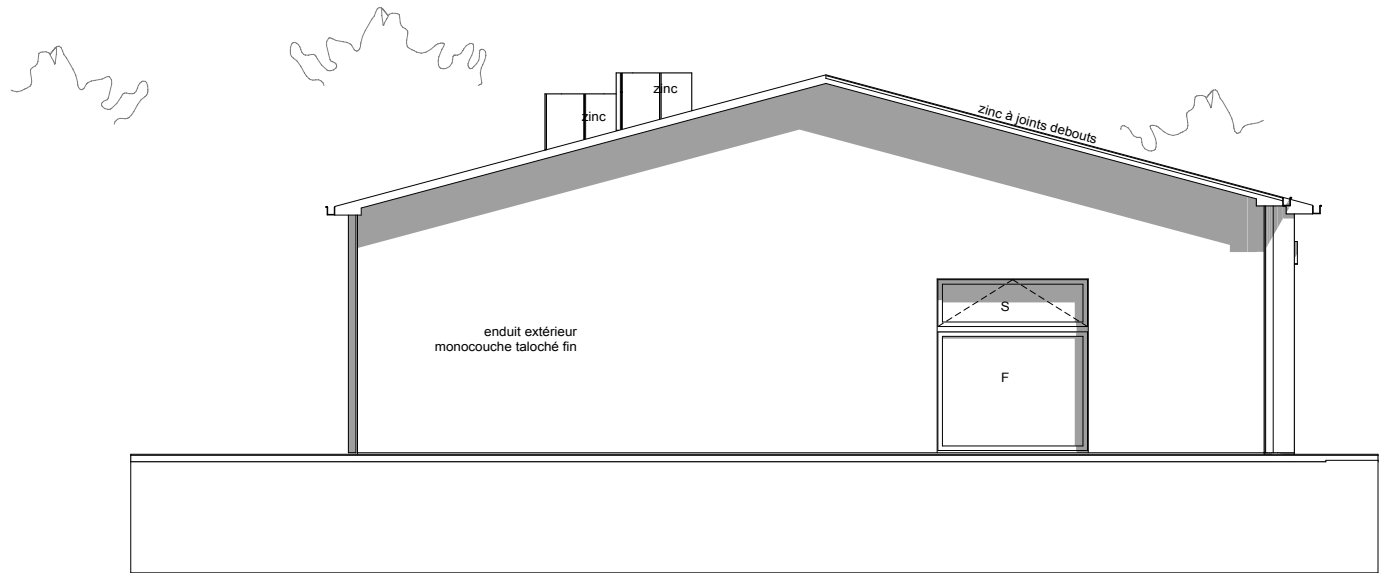 zinc
zinc
zinc à joints debouts
enduit extérieur
monocouche taloché fin
S
F